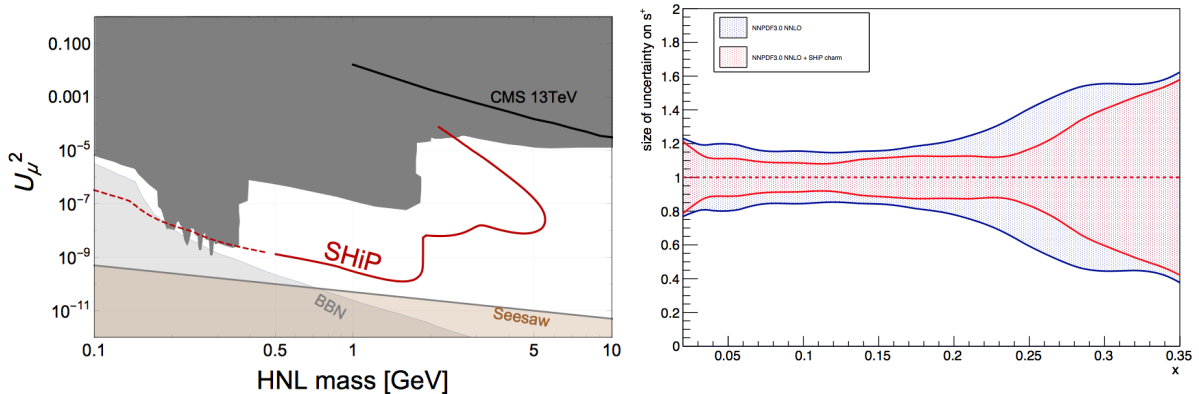 0.100
0.001
10⁻⁵
10⁻⁷
10⁻⁹
10⁻¹¹
U_μ²
CMS 13TeV
SHiP
BBN
Seesaw
0.1 0.5 1 5 10
HNL mass [GeV]
size of uncertainty on s⁺
2
1.8
1.6
1.4
1.2
1
0.8
0.6
0.4
0.2
0
NNPDF3.0 NNLO
NNPDF3.0 NNLO + SHiP charm
0.05 0.1 0.15 0.2 0.25 0.3 0.35
x